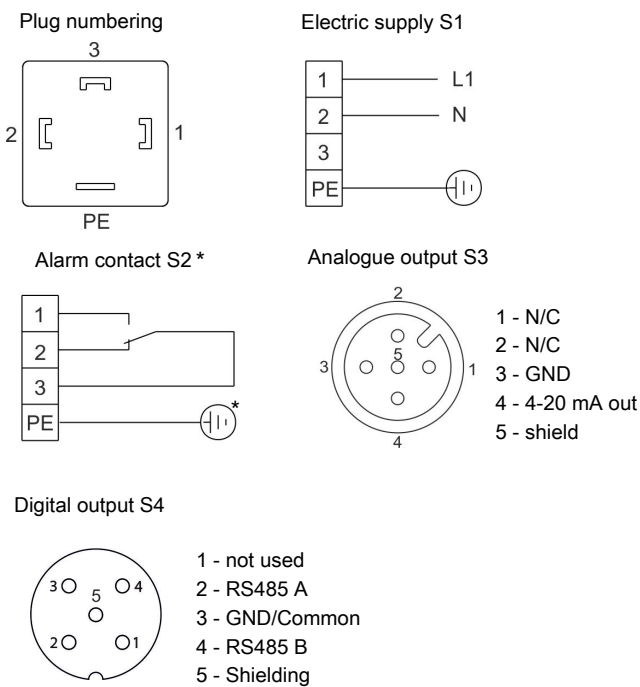 Plug numbering
3
2
1
PE
Electric supply S1
1
L1
2
N
3
PE
Alarm contact S2 *
1
2
3
PE
*
Analogue output S3
2
3
5
1
4
1 - N/C
2 - N/C
3 - GND
4 - 4-20 mA out
5 - shield
Digital output S4
3
5
4
2
1
1 - not used
2 - RS485 A
3 - GND/Common
4 - RS485 B
5 - Shielding